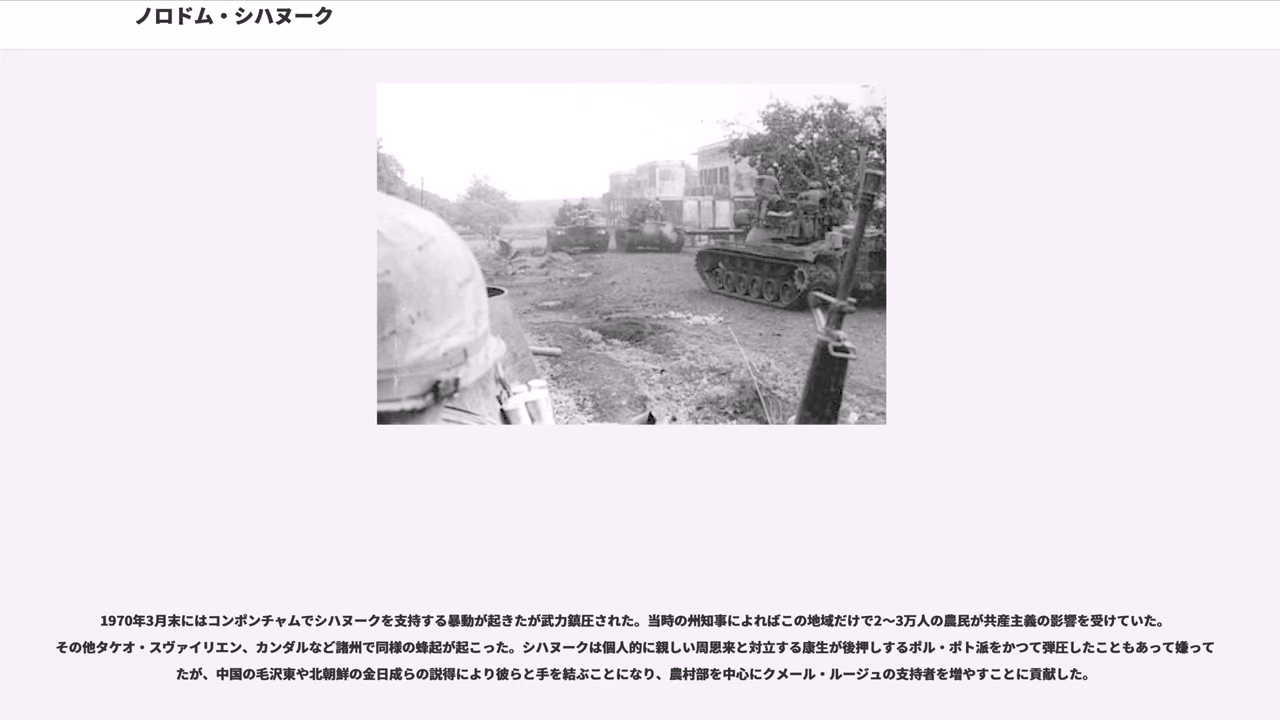 ノロドム・シハヌーク
1970年3月末にはコンポンチャムでシハヌークを支持する暴動が起きたが武力鎮圧された。当時の州知事によればこの地域だけで2〜3万人の農民が共産主義の影響を受けていた。
その他タケオ・スヴァイリエン、カンダルなど諸州で同様の蜂起が起こった。シハヌークは個人的に親しい周恩来と対立する康生が後押しするポル・ポト派をかつて弾圧したこともあって嫌って
たが、中国の毛沢東や北朝鮮の金日成らの説得により彼らと手を結ぶことになり、農村部を中心にクメール・ルージュの支持者を増やすことに貢献した。